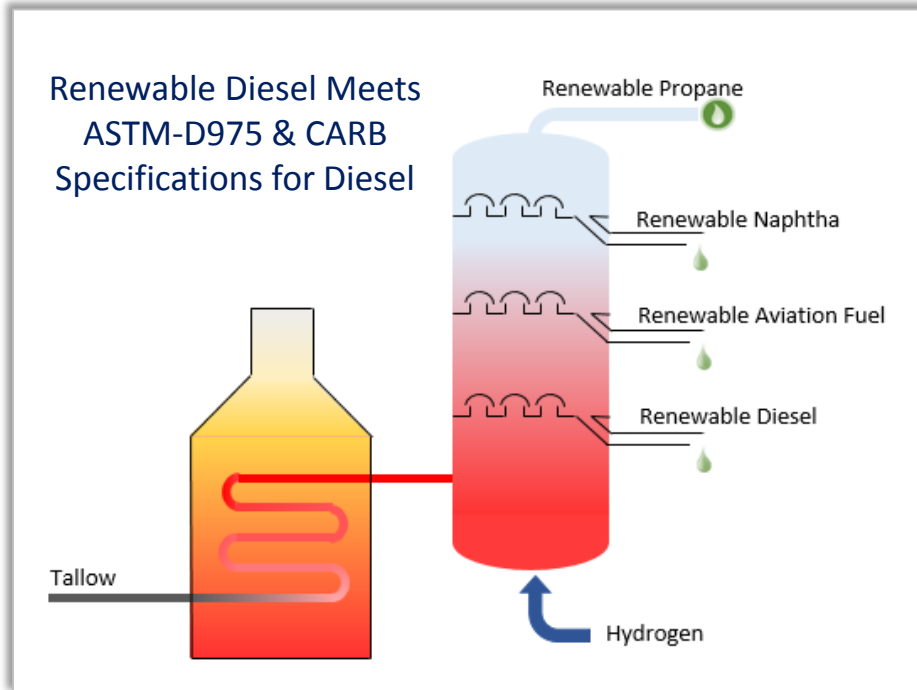 Renewable Diesel Meets
ASTM-D975 & CARB
Specifications for Diesel
Renewable Propane
Renewable Naphtha
Renewable Aviation Fuel
Renewable Diesel
Tallow
Hydrogen